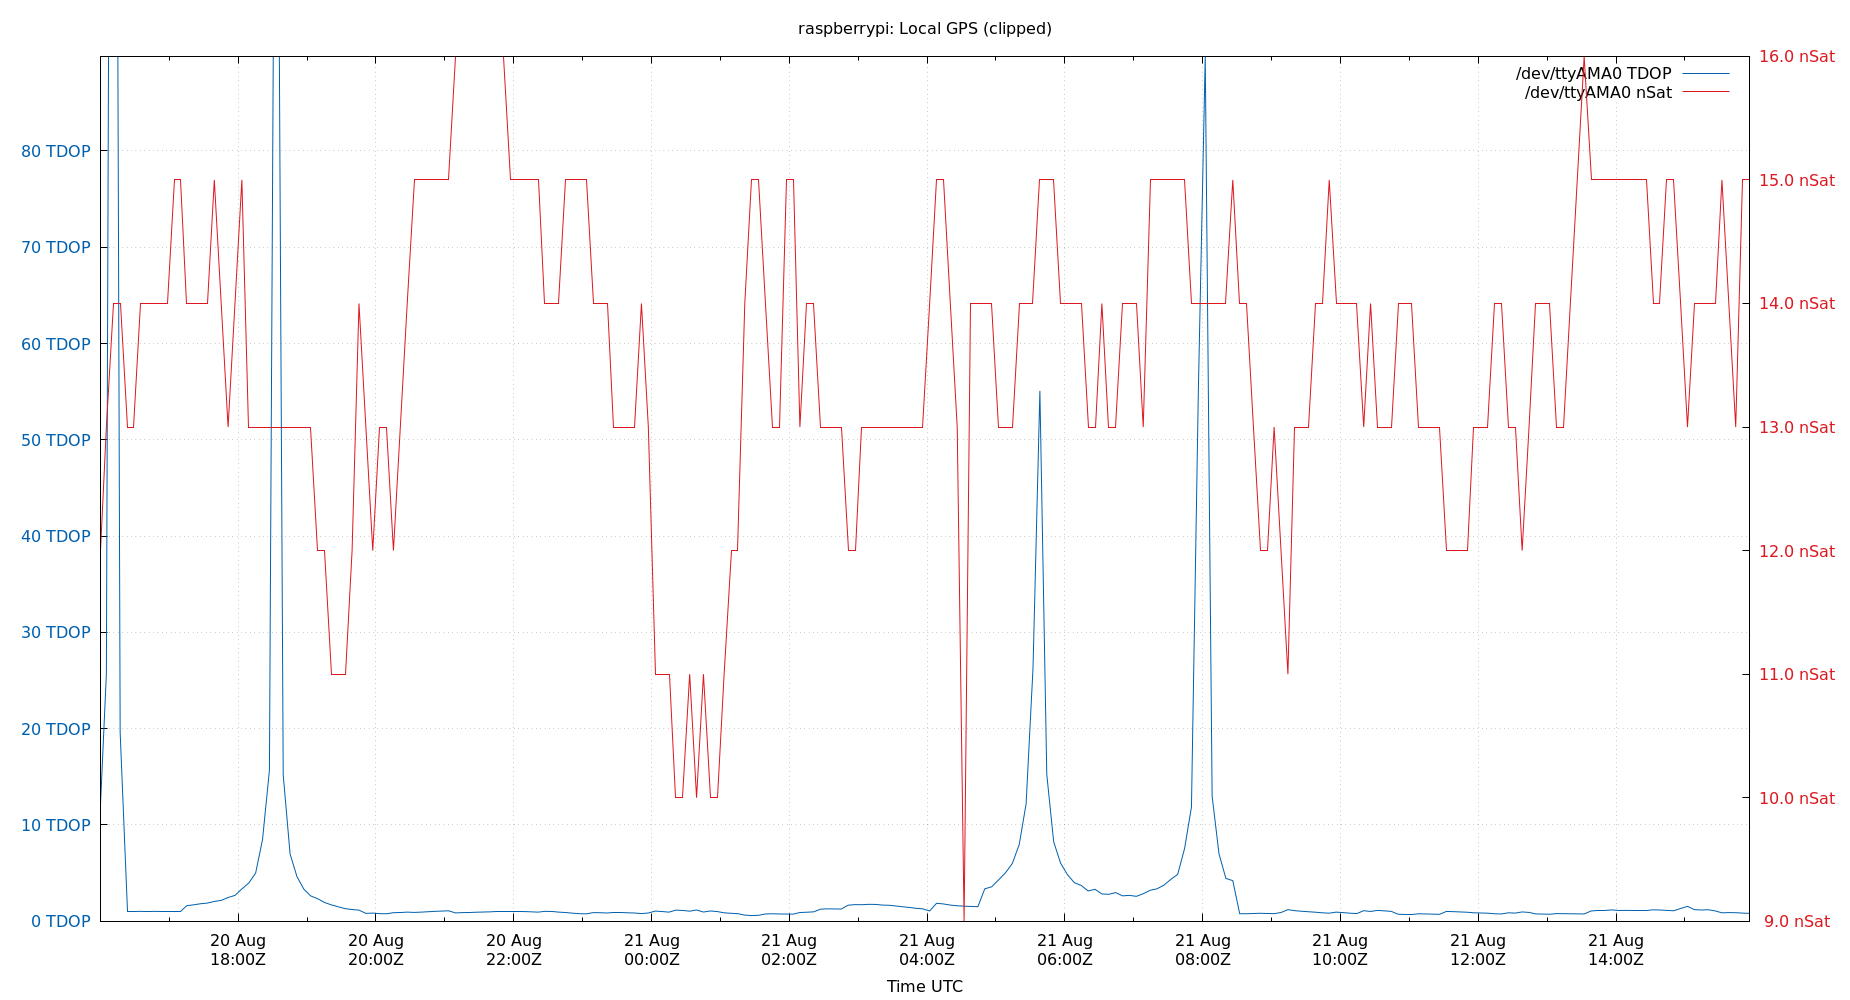 raspberrypi: Local GPS (clipped)
16.0 nSat
/dev/ttyAMA0 TDOP
/dev/ttyAMA0 nSat
80 TDOP
15.0 nSat
70 TDOP
14.0 nSat
60 TDOP
13.0 nSat
50 TDOP
40 TDOP
12.0 nSat
30 TDOP
11.0 nSat
20 TDOP
10.0 nSat
10 TDOP
0 TDOP
9.0 nSat
20 Aug 20 Aug 20 Aug 21 Aug 21 Aug 21 Aug 21 Aug 21 Aug 21 Aug 21 Aug 21 Aug
18:00Z 20:00Z 22:00Z 00:00Z 02:00Z 04:00Z 06:00Z 08:00Z 10:00Z 12:00Z 14:00Z
Time UTC